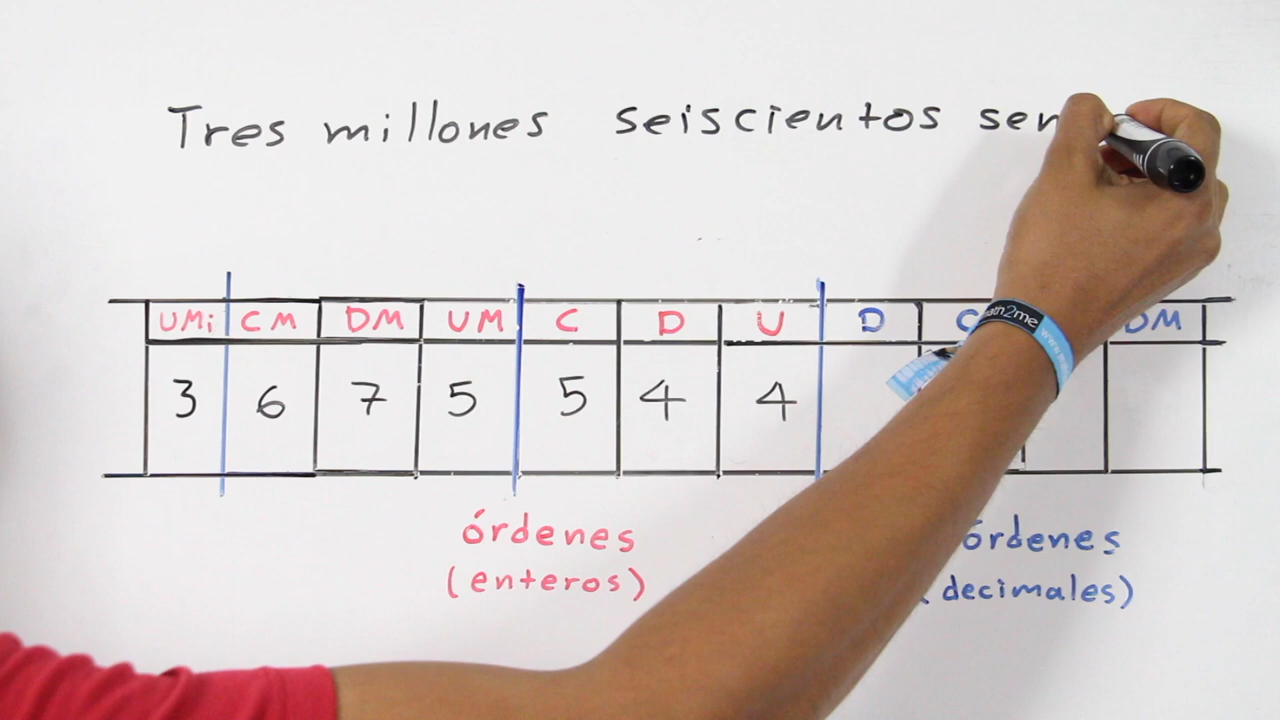 Tres millones seiscientos
UMi CM DM UM C D U D C DM
3 6 7 5 5 4 4
órdenes
(enteros)
órdenes
(decimales)
math2me